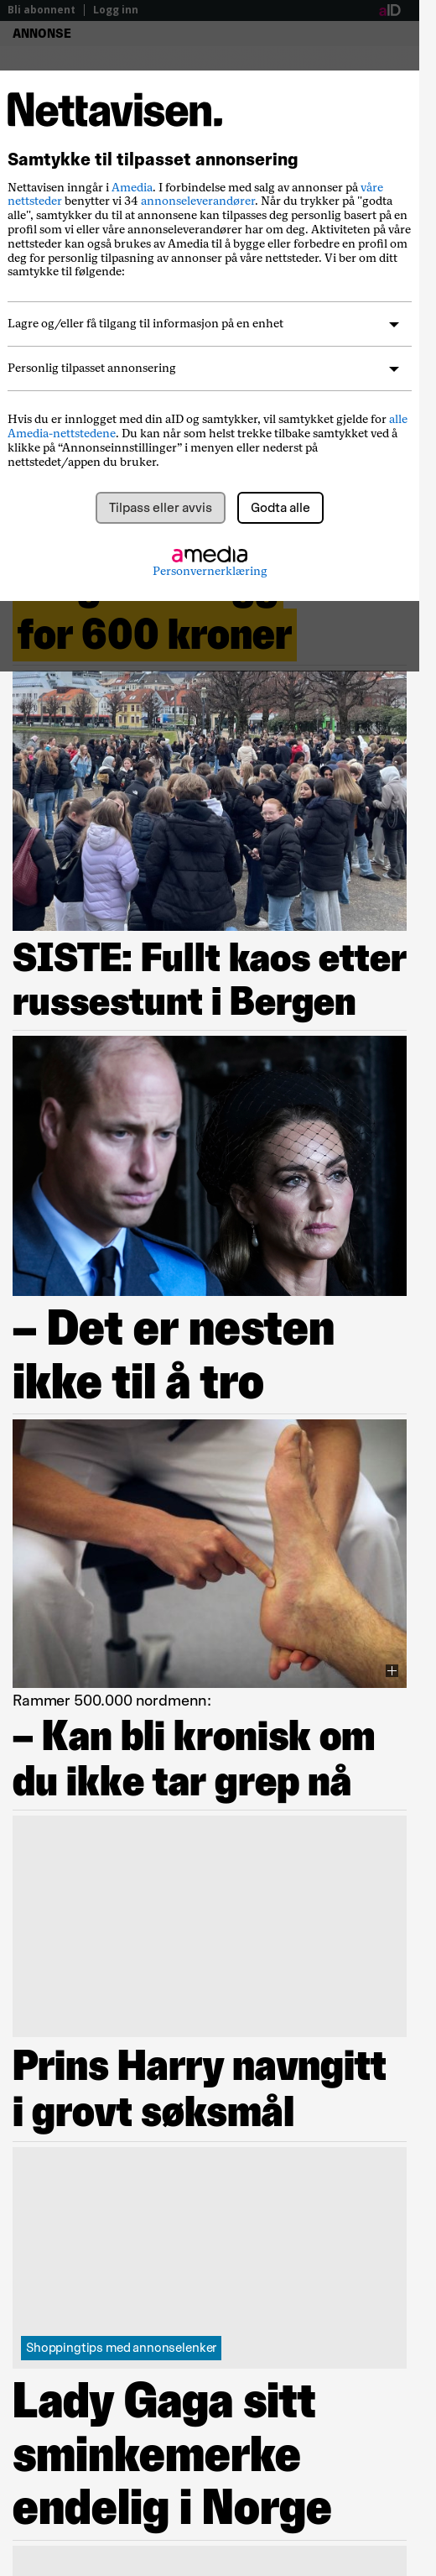 Bli abonnent | Logg inn
aID
ANNONSE
Nettavisen.
Samtykke til tilpasset annonsering
Nettavisen inngår i Amedia. I forbindelse med salg av annonser på våre
nettsteder benytter vi 34 annonseleverandører. Når du trykker på "godta
alle", samtykker du til at annonsene kan tilpasses deg personlig basert på en
profil som vi eller våre annonseleverandører har om deg. Aktiviteten på våre
nettsteder kan også brukes av Amedia til å bygge eller forbedre en profil om
deg for personlig tilpasning av annonser på våre nettsteder. Vi ber om ditt
samtykke til følgende:
Lagre og/eller få tilgang til informasjon på en enhet
Personlig tilpasset annonsering
Hvis du er innlogget med din aID og samtykker, vil samtykket gjelde for alle
Amedia-nettstedene. Du kan når som helst trekke tilbake samtykket ved å
klikke på “Annonseinnstillinger” i menyen eller nederst på
nettstedet/appen du bruker.
Tilpass eller avvis
Godta alle
amedia
Personvernerklæring
for 600 kroner
SISTE: Fullt kaos etter
russestunt i Bergen
– Det er nesten
ikke til å tro
Rammer 500.000 nordmenn:
– Kan bli kronisk om
du ikke tar grep nå
Prins Harry navngitt
i grovt søksmål
Shoppingtips med annonselenker
Lady Gaga sitt
sminkemerke
endelig i Norge